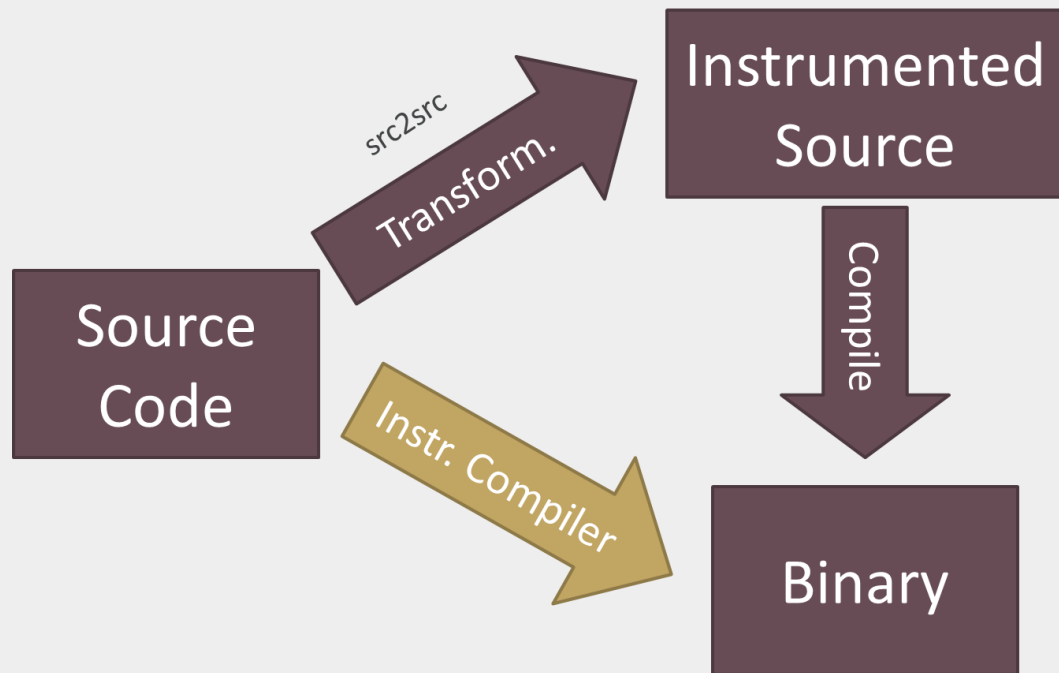 Instrumented
Source
src2src
Transform.
Compile
Source
Code
Instr. Compiler
Binary